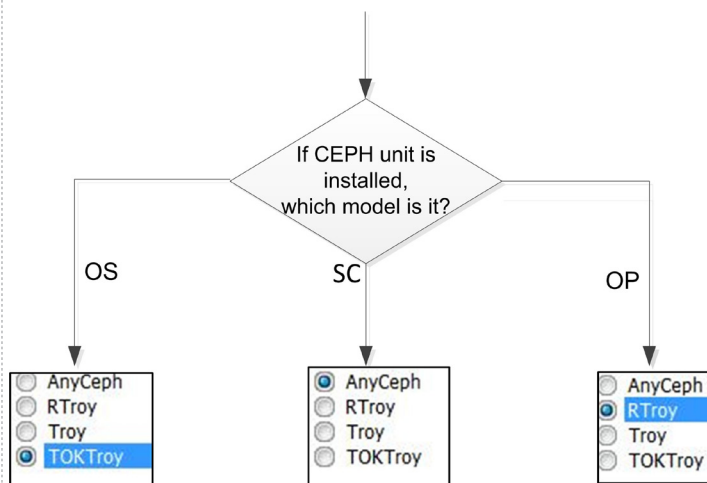 If CEPH unit is
installed,
which model is it?
OS
SC
OP
AnyCeph
RTroy
Troy
TOKTroy
AnyCeph
RTroy
Troy
TOKTroy
AnyCeph
RTroy
Troy
TOKTroy